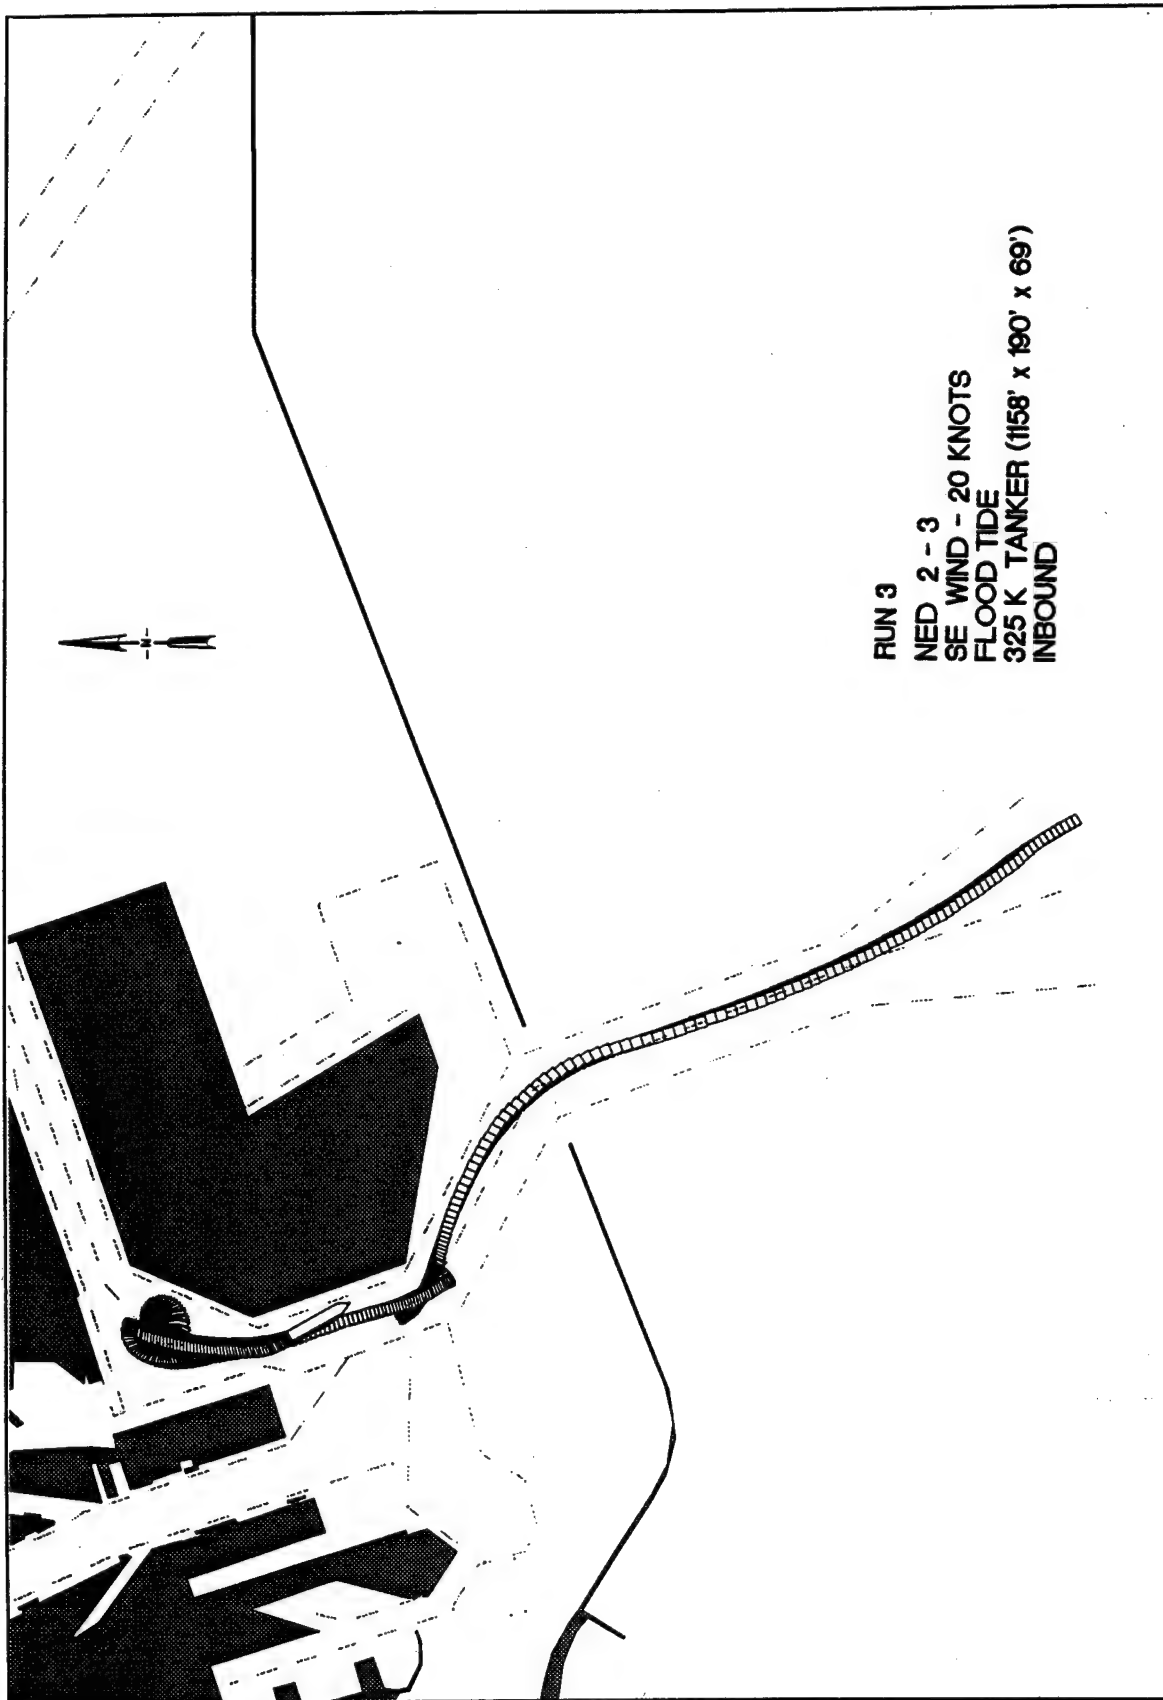 N
RUN 3
NED 2 - 3
SE WIND - 20 KNOTS
FLOOD TIDE
325 K TANKER (1158' x 190' x 69')
INBOUND